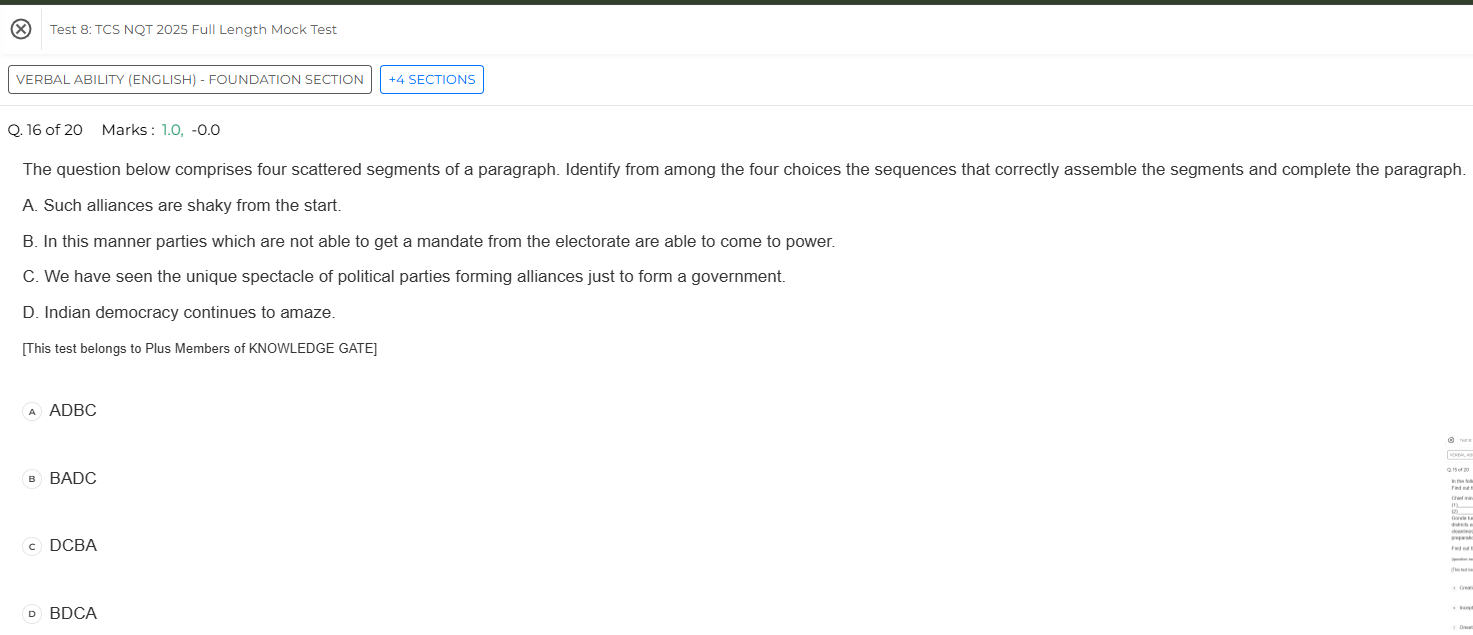 Test 8: TCS NQT 2025 Full Length Mock Test
VERBAL ABILITY (ENGLISH) - FOUNDATION SECTION
+4 SECTIONS
Q. 16 of 20 Marks : 1.0, -0.0
The question below comprises four scattered segments of a paragraph. Identify from among the four choices the sequences that correctly assemble the segments and complete the paragraph.
A. Such alliances are shaky from the start.
B. In this manner parties which are not able to get a mandate from the electorate are able to come to power.
C. We have seen the unique spectacle of political parties forming alliances just to form a government.
D. Indian democracy continues to amaze.
[This test belongs to Plus Members of KNOWLEDGE GATE]
A ADBC
B BADC
C DCBA
D BDCA